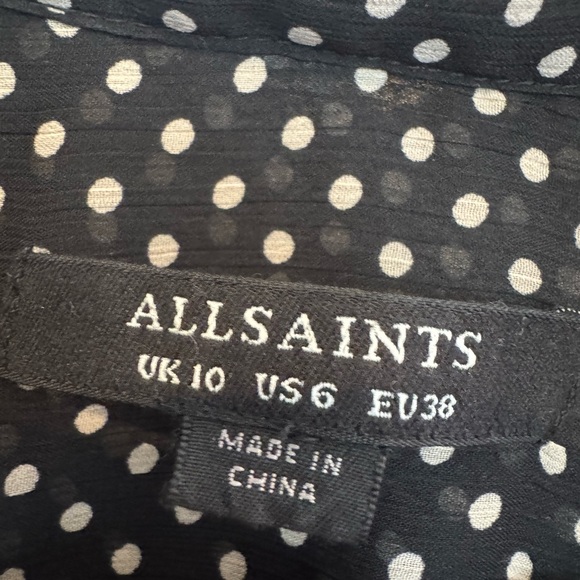 ALLSAINTS
UK 10 US 6 EU 38
MADE IN
CHINA